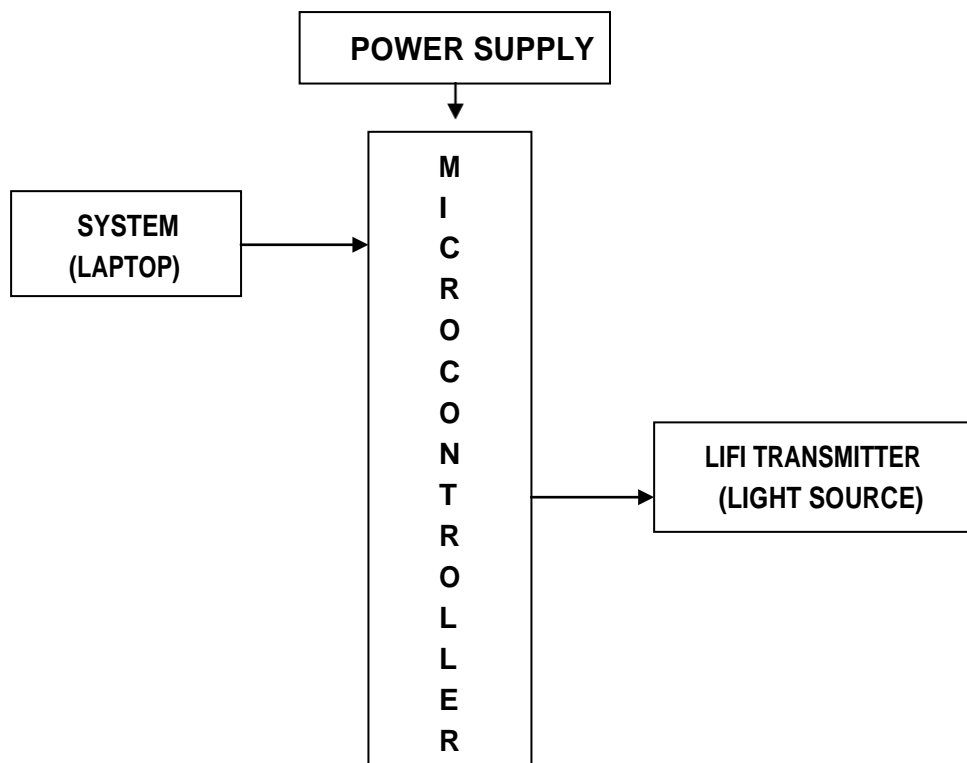 POWER SUPPLY
SYSTEM
(LAPTOP)
M
I
C
R
O
C
O
N
T
R
O
L
L
E
R
LIFI TRANSMITTER
(LIGHT SOURCE)